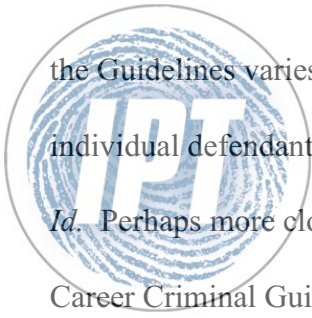 the Guidelines varies
individual defendant
Id. Perhaps more clo
Career Criminal Gui
IPT